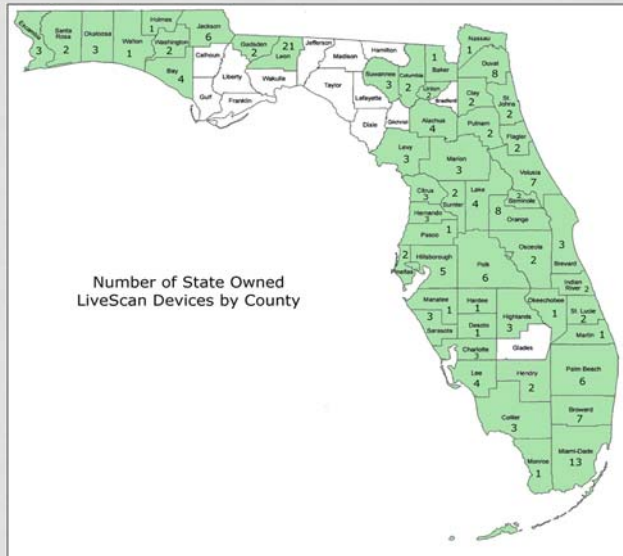 Escambia
3
Santa
Rosa
2
Okaloosa
3
Walton
1
Holmes
1
Washington
2
Bay
4
Jackson
6
Calhoun
Gulf
Liberty
Franklin
Gadsden
2
21
Leon
Wakulla
Jefferson
Madison
Taylor
Hamilton
Lafayette
Dixie
Suwannee
3
Columbia
2
Gilchrist
1
Baker
Union
2
Bradford
Nassau
1
Duval
8
Clay
2
St.
Johns
2
Alachua
4
Putnam
2
Flagler
2
Levy
3
Marion
3
Volusia
7
Citrus
3
2
Sumter
Lake
4
2
Seminole
8
Orange
Hernando
3
Pasco
1
2
Pinellas
Hillsborough
5
Polk
6
Osceola
2
3
Brevard
Indian
River 2
Number of State Owned
LiveScan Devices by County
Manatee
1
Hardee
1
Highlands
3
Okeechobee
1
St. Lucie
2
3
Sarasota
Desoto
1
Martin 1
Charlotte
3
Glades
Lee
4
Hendry
2
Palm Beach
6
Collier
3
Broward
7
Monroe
1
Miami-Dade
13